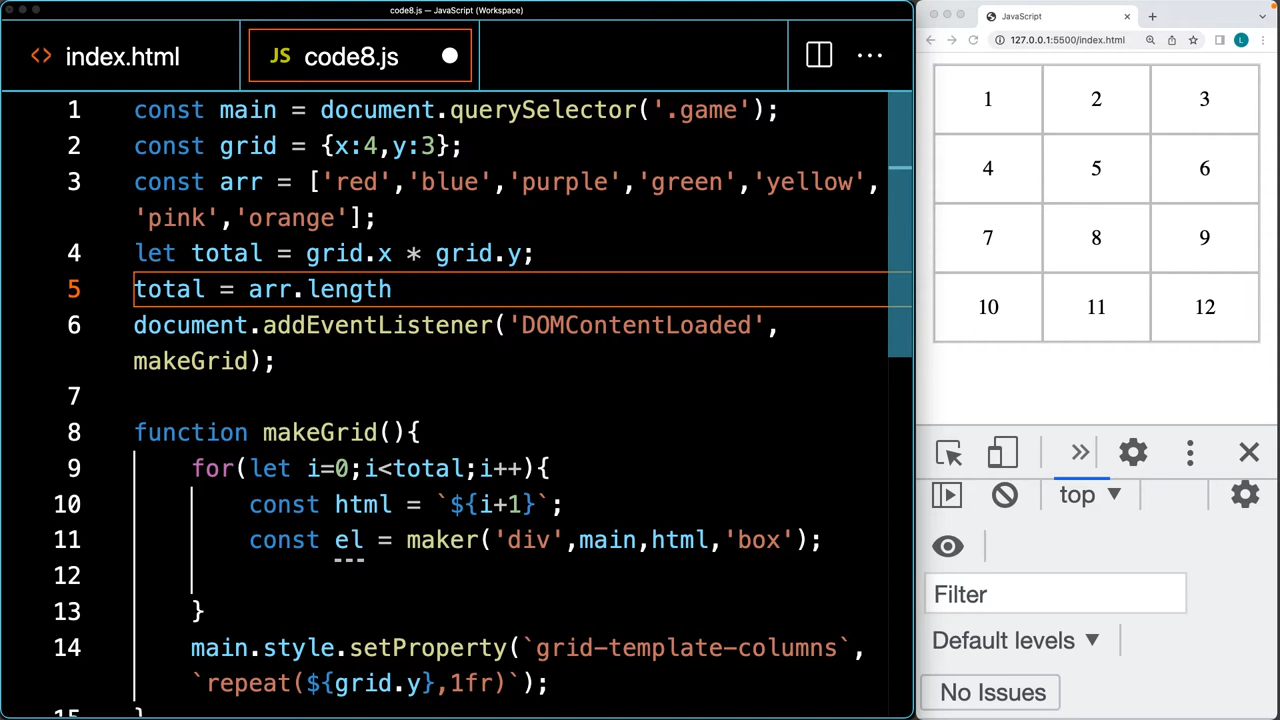 code8.js — JavaScript (Workspace)
<> index.html
JS code8.js
1 const main = document.querySelector('.game');
2 const grid = {x:4,y:3};
3 const arr = ['red','blue','purple','green','yellow',
'pink','orange'];
4 let total = grid.x * grid.y;
5 total = arr.length
6 document.addEventListener('DOMContentLoaded',
makeGrid);
7
8 function makeGrid(){
9 for(let i=0;i<total;i++){
10 const html = `${i+1}`;
11 const el = maker('div',main,html,'box');
12
13 }
14 main.style.setProperty(`grid-template-columns`,
`repeat(${grid.y},1fr)`);
15 }
JavaScript
127.0.0.1:5500/index.html
L
1 2 3
4 5 6
7 8 9
10 11 12
top
Filter
Default levels
No Issues